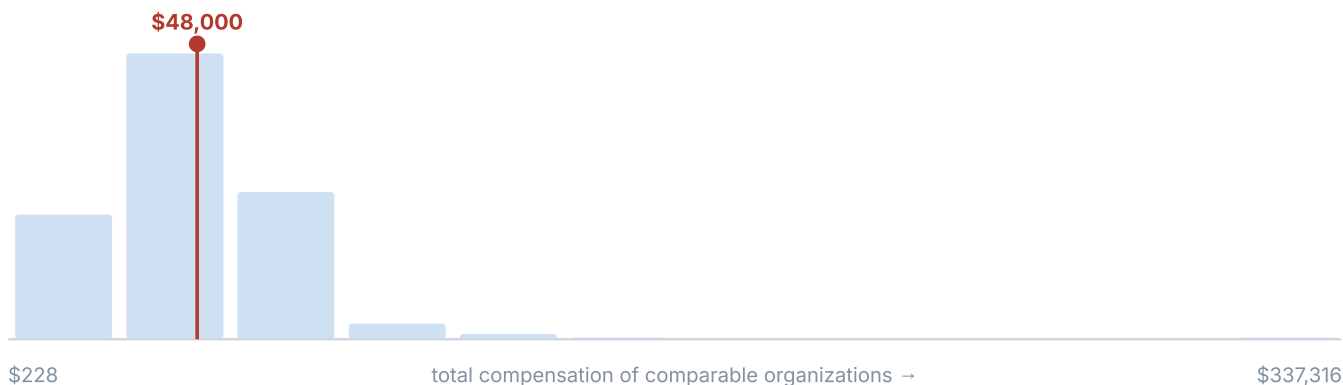 $48,000
$228
total compensation of comparable organizations →
$337,316